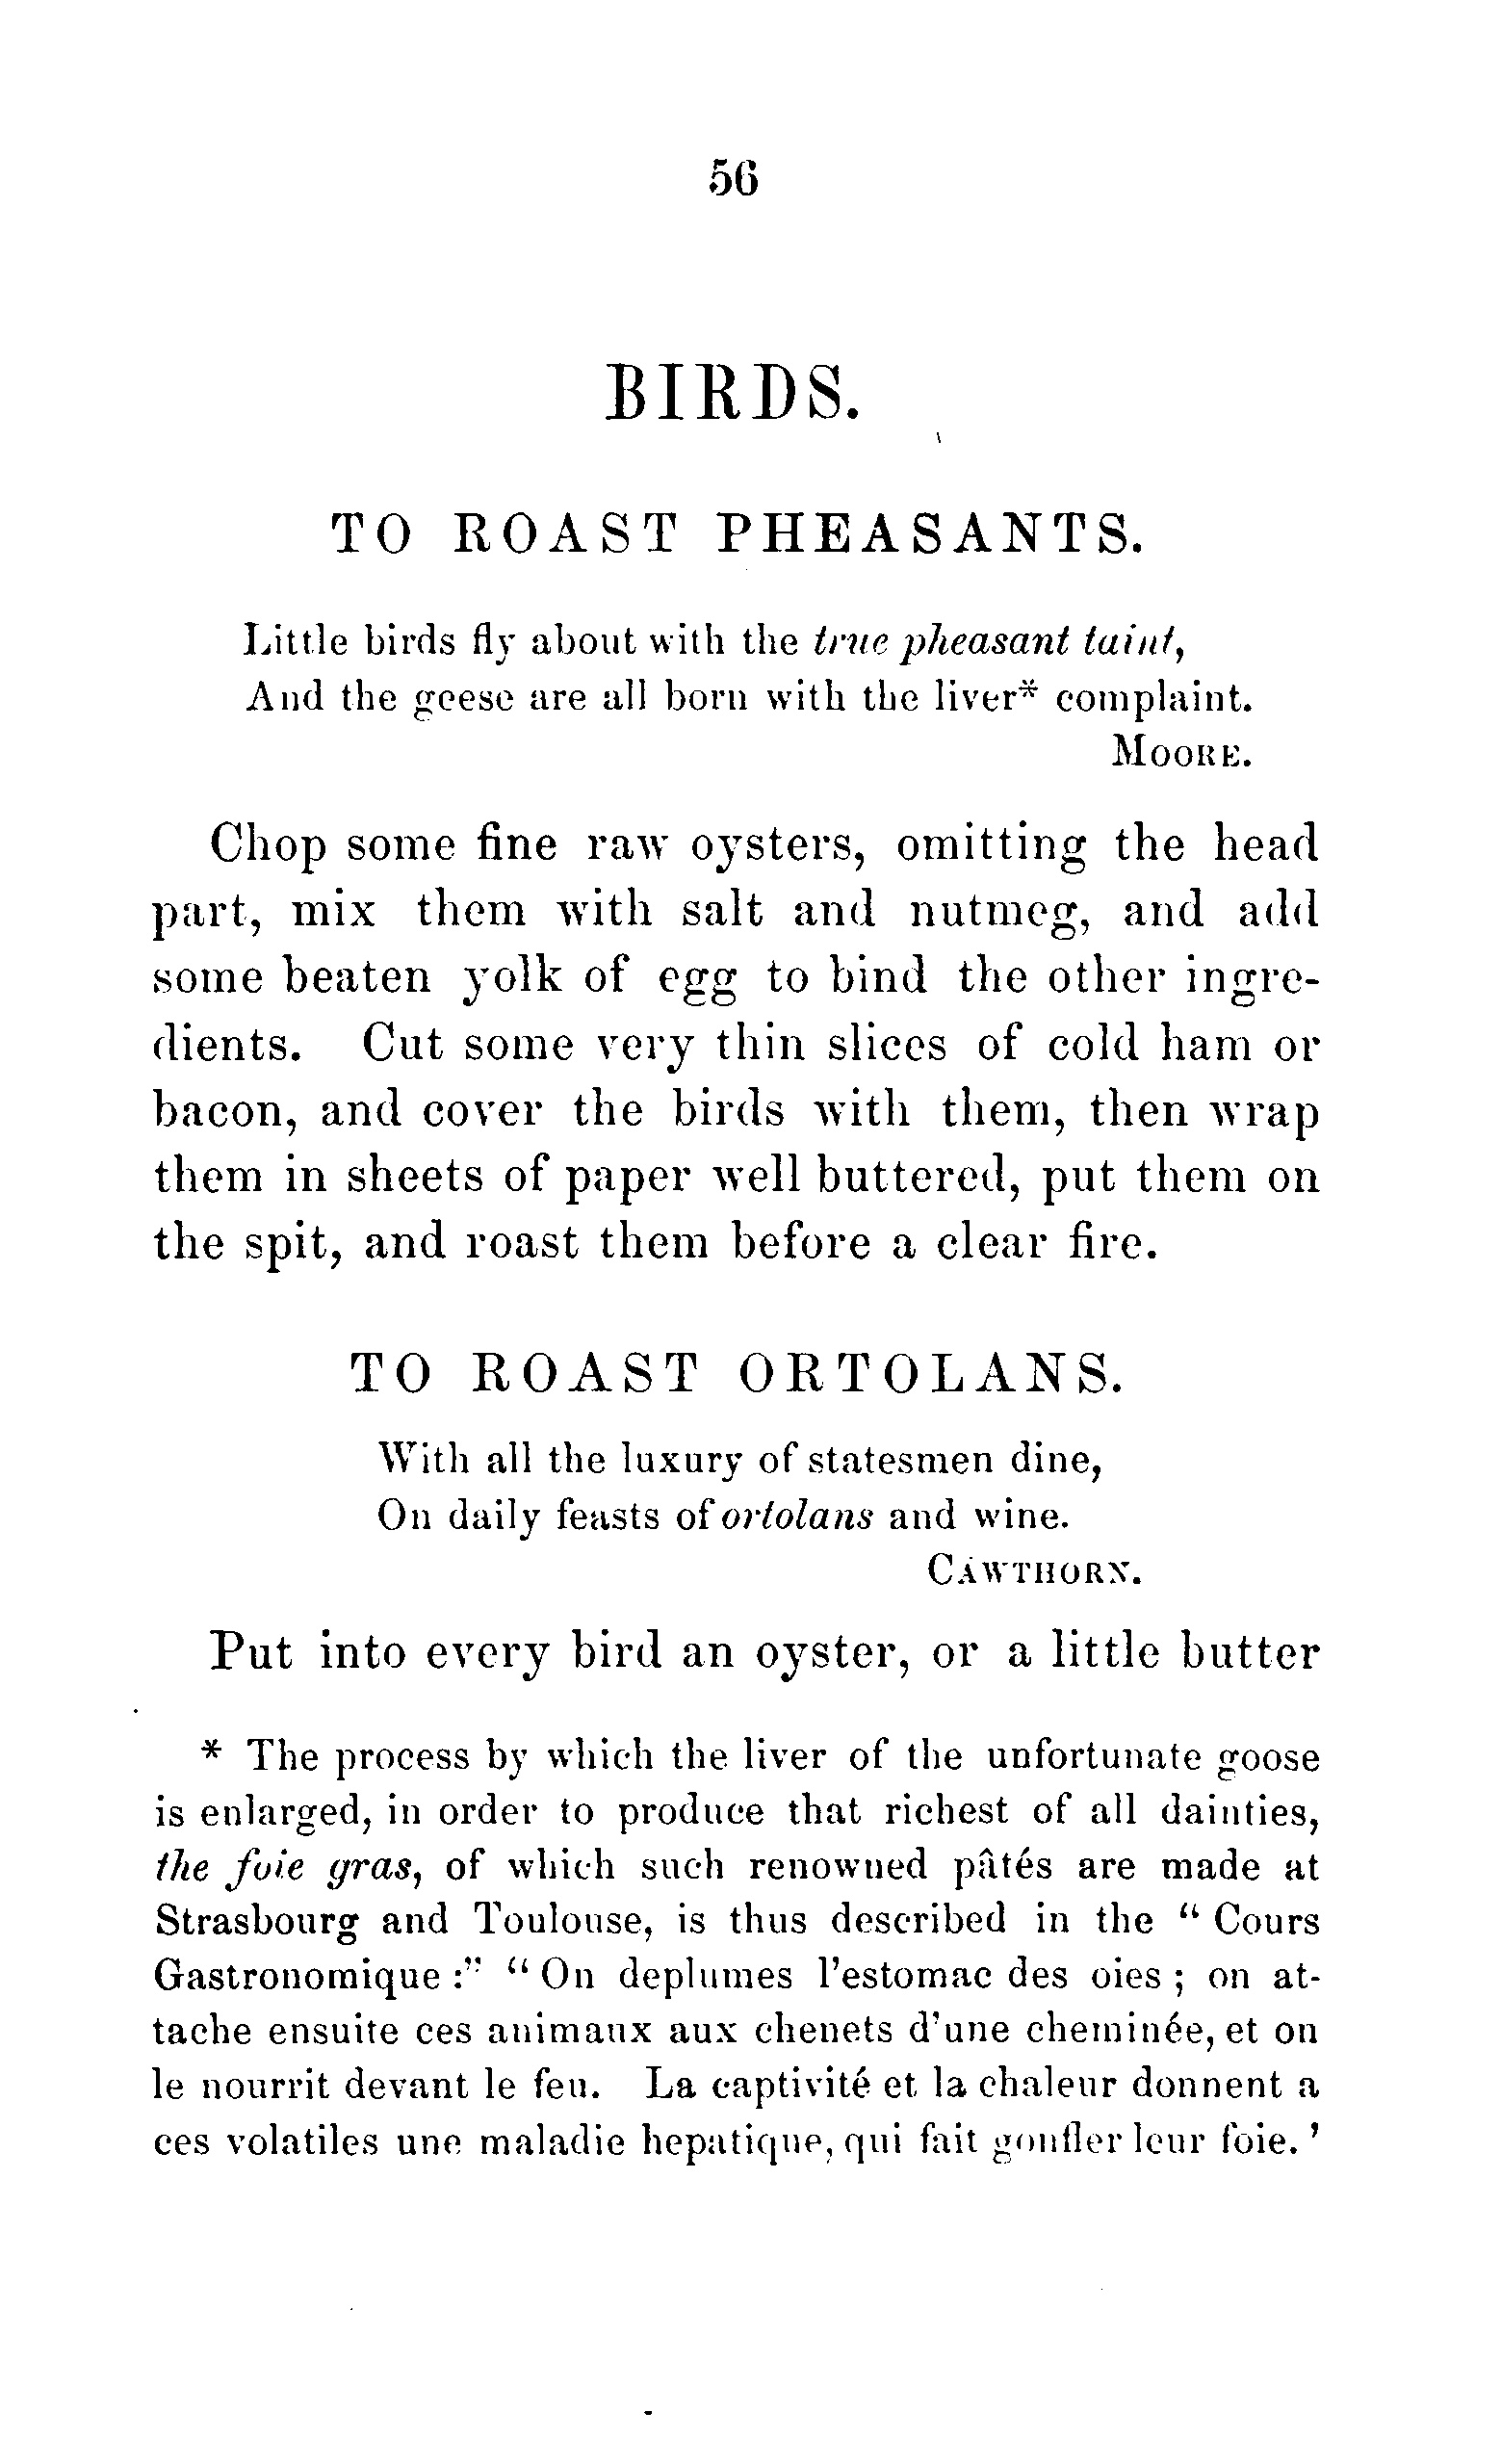 56
BIRDS.
TO ROAST PHEASANTS.
Little birds fly about with the true pheasant taint,
And the geese are all born with the liver* complaint.
MOORE.
Chop some fine raw oysters, omitting the head
part, mix them with salt and nutmeg, and add
some beaten yolk of egg to bind the other ingre-
dients. Cut some very thin slices of cold ham or
bacon, and cover the birds with them, then wrap
them in sheets of paper well buttered, put them on
the spit, and roast them before a clear fire.
TO ROAST ORTOLANS.
With all the luxury of statesmen dine,
On daily feasts of ortolans and wine.
CAWTHORN.
Put into every bird an oyster, or a little butter
* The process by which the liver of the unfortunate goose
is enlarged, in order to produce that richest of all dainties,
the foie gras, of which such renowned pâtés are made at
Strasbourg and Toulouse, is thus described in the “ Cours
Gastronomique :” “ On deplumes l'estomac des oies ; on at-
tache ensuite ces animaux aux chenets d'une cheminée, et on
le nourrit devant le feu. La captivité et la chaleur donnent a
ces volatiles une maladie hepatique, qui fait gonfler leur foie. ’